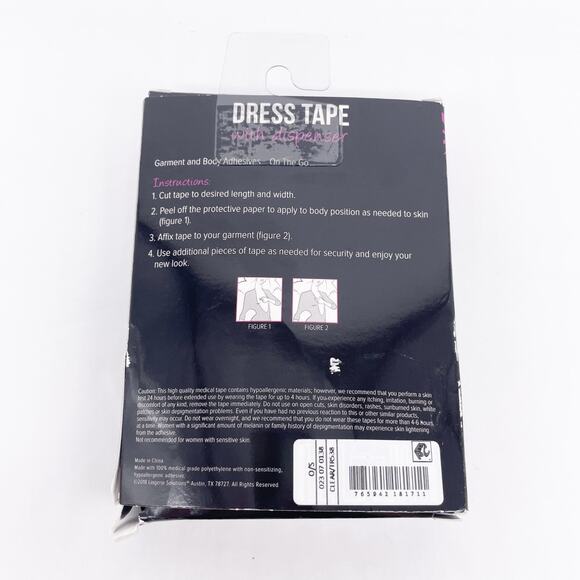 DRESS TAPE
with dispenser
Garment and Body Adhesives... On The Go...
Instructions:
1. Cut tape to desired length and width.
2. Peel off the protective paper to apply to body position as needed to skin
(figure 1).
3. Affix tape to your garment (figure 2).
4. Use additional pieces of tape as needed for security and enjoy your
new look.
FIGURE 1
FIGURE 2
Caution: This high quality medical tape contains hypoallergenic materials; however, we recommend that you perform a skin
test 24 hours before extended use by wearing the tape for up to 4 hours. If you experience any itching, irritation, burning or
discomfort of any kind, remove the tape immediately. Do not use on open cuts, skin disorders, rashes, sunburned skin, white
patches or skin depigmentation problems. Even if you have had no previous reaction to this or other similar products,
sensitivity may occur. Do not wear overnight, and we recommend that you do not wear these tapes for more than 4-6 hours
at a time. Women with a significant amount of melanin or family history of depigmentation may experience skin lightening
from the adhesive.
Not recommended for women with sensitive skin.
Made in China
Made with 100% medical grade polyethylene with non-sensitizing,
hypoallergenic adhesives
©2018 Lingerie Solutions® Austin, TX 78727. All Rights Reserved
O/S
023 07 0138
CLEAR/TRS38
765942 181711